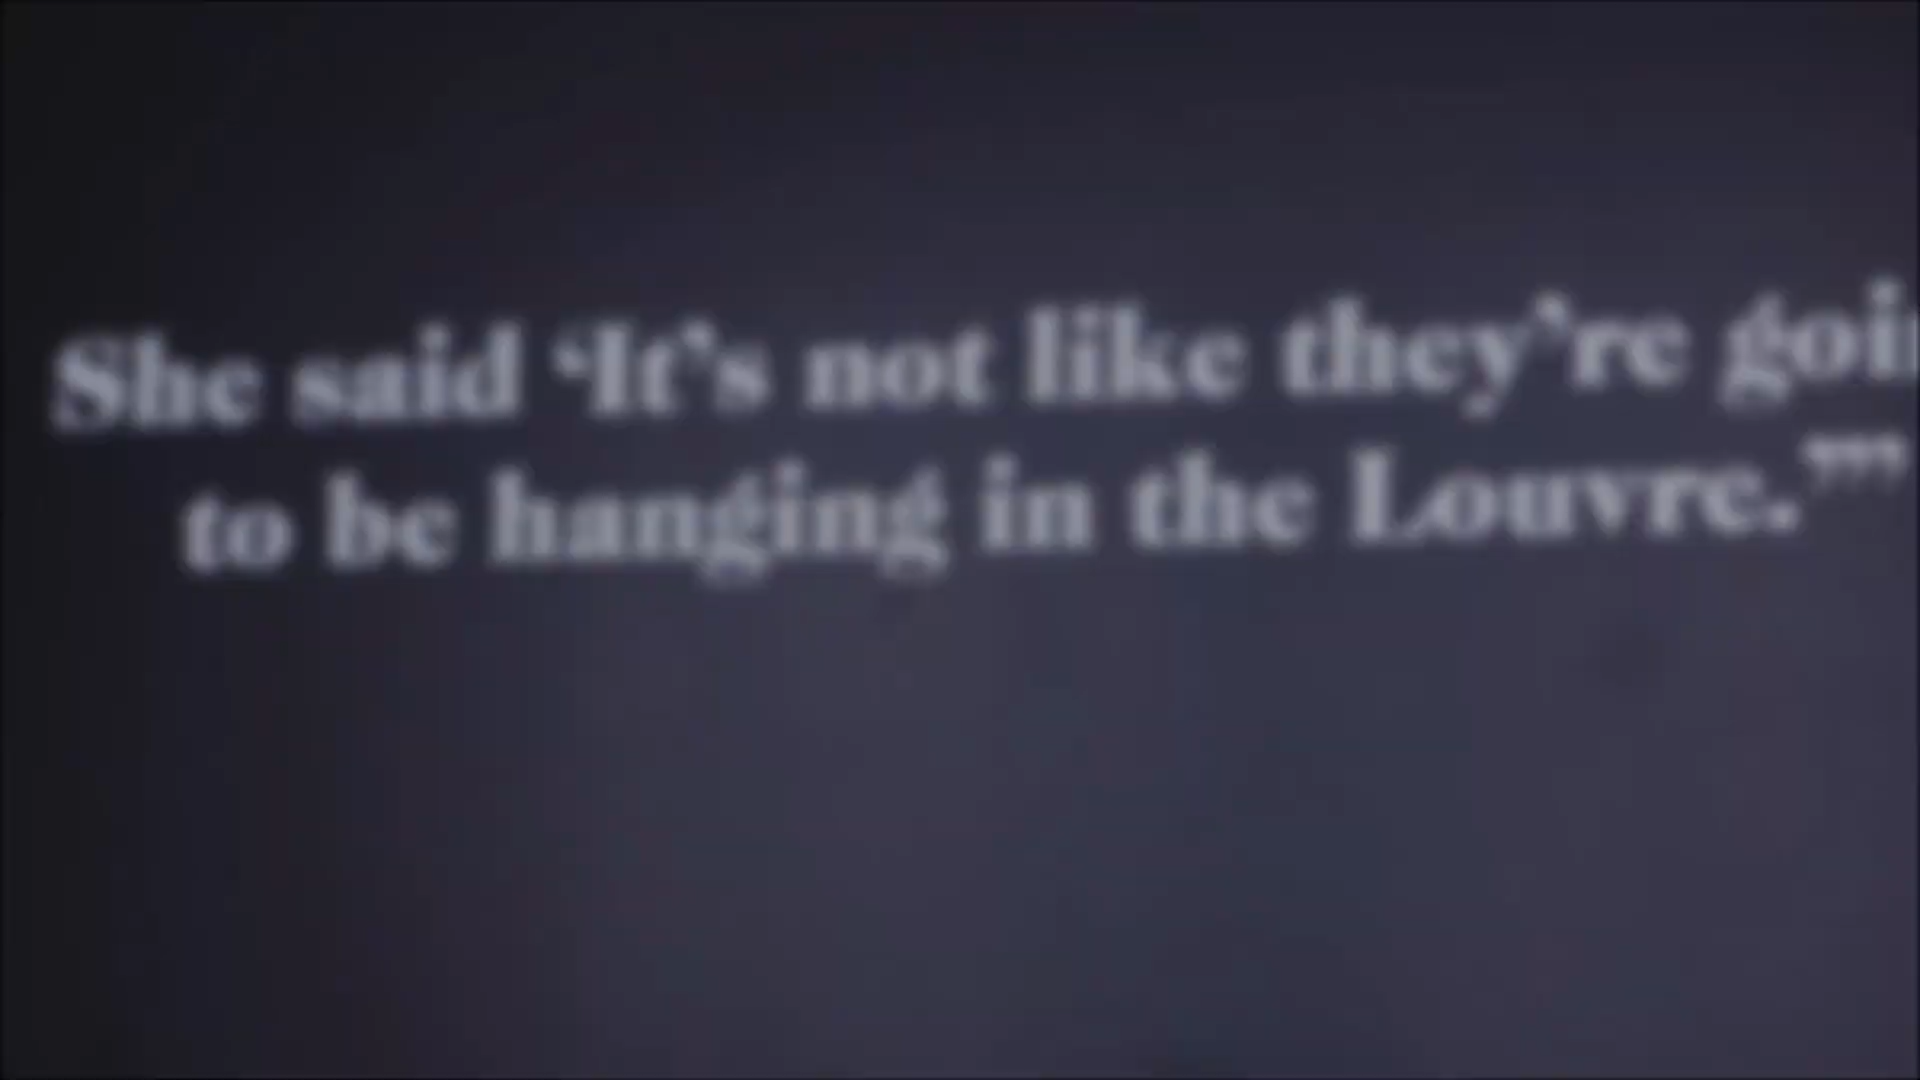 She said ‘It’s not like they’re goi
to be hanging in the Louvre.’”